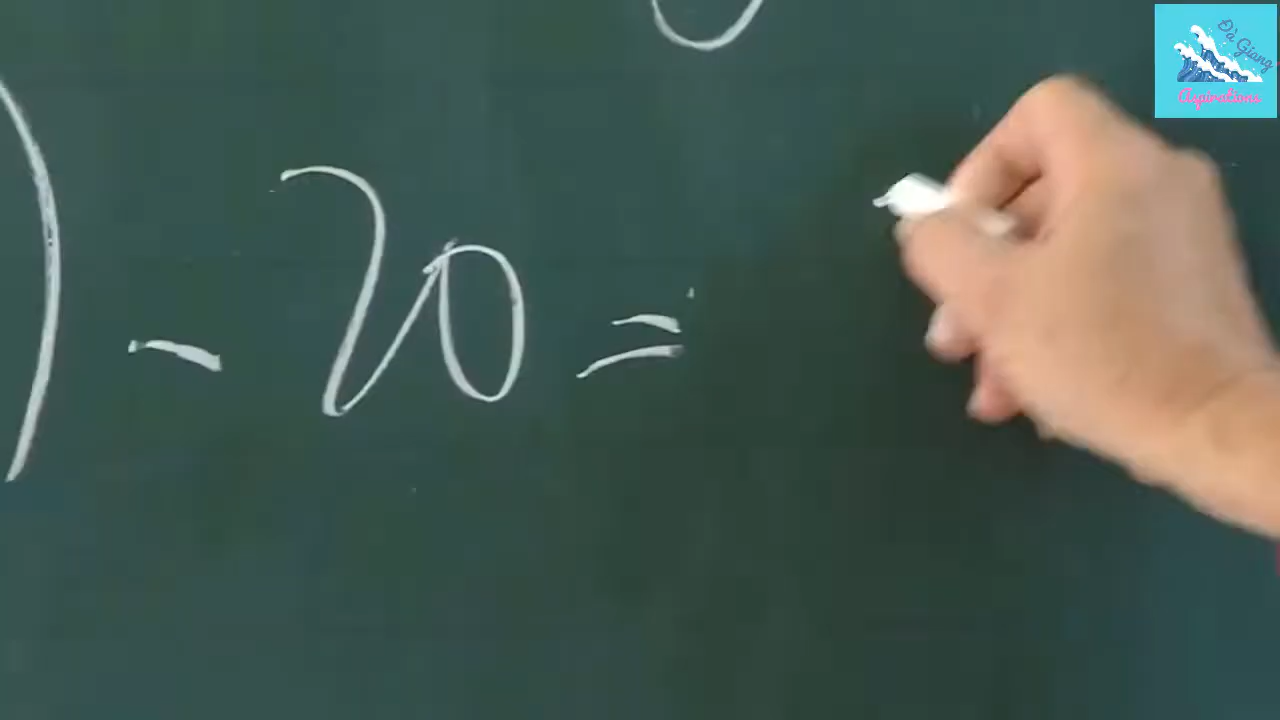 Đà Giang
Aspirations
) - 20 =